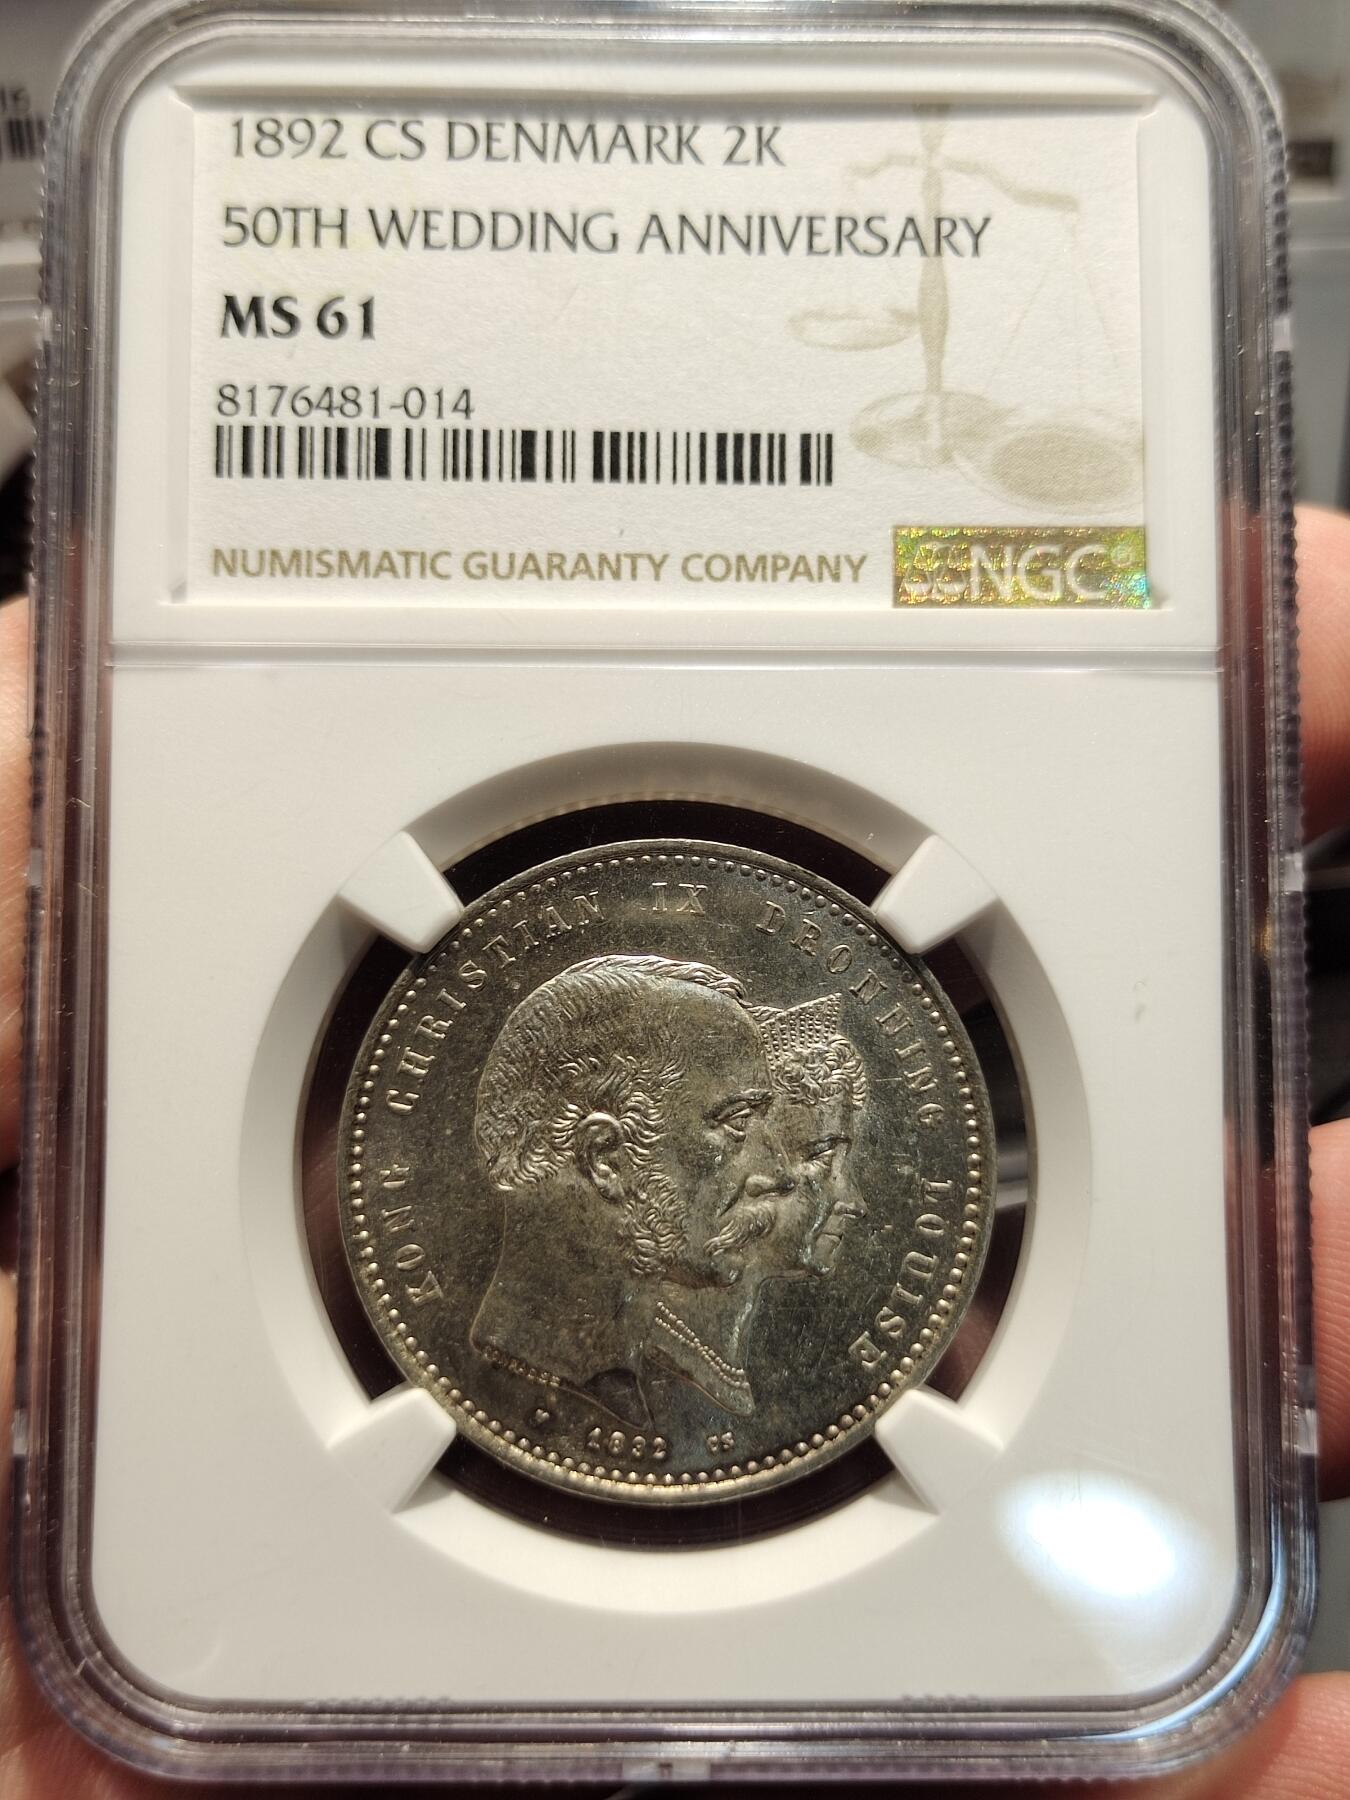 1892 CS DENMARK 2K
50TH WEDDING ANNIVERSARY
MS 61
8176481-014
NUMISMATIC GUARANTY COMPANY
NGC®
KONG CHRISTIAN IX DRONNING LOUISE
1892 CS